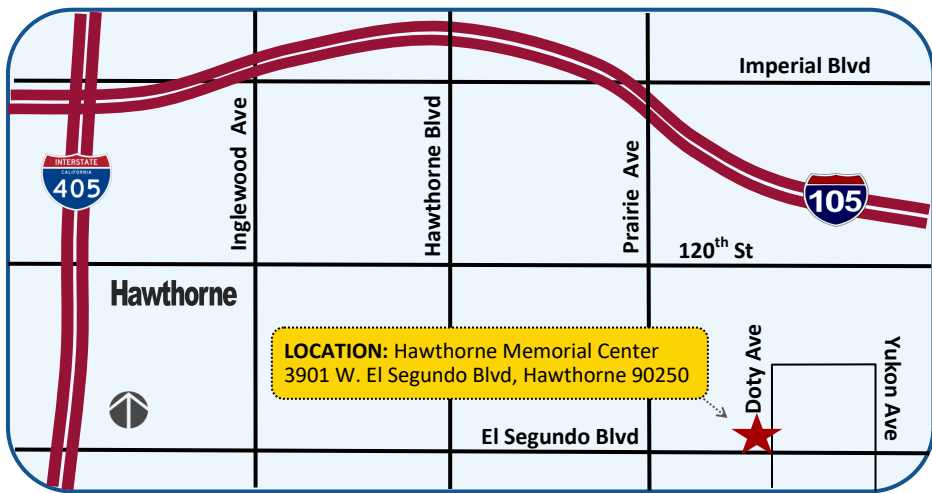 Imperial Blvd
Inglewood Ave
Hawthorne Blvd
Prairie Ave
INTERSTATE
CALIFORNIA
405
105
120th St
Hawthorne
LOCATION: Hawthorne Memorial Center
3901 W. El Segundo Blvd, Hawthorne 90250
Doty Ave
Yukon Ave
El Segundo Blvd